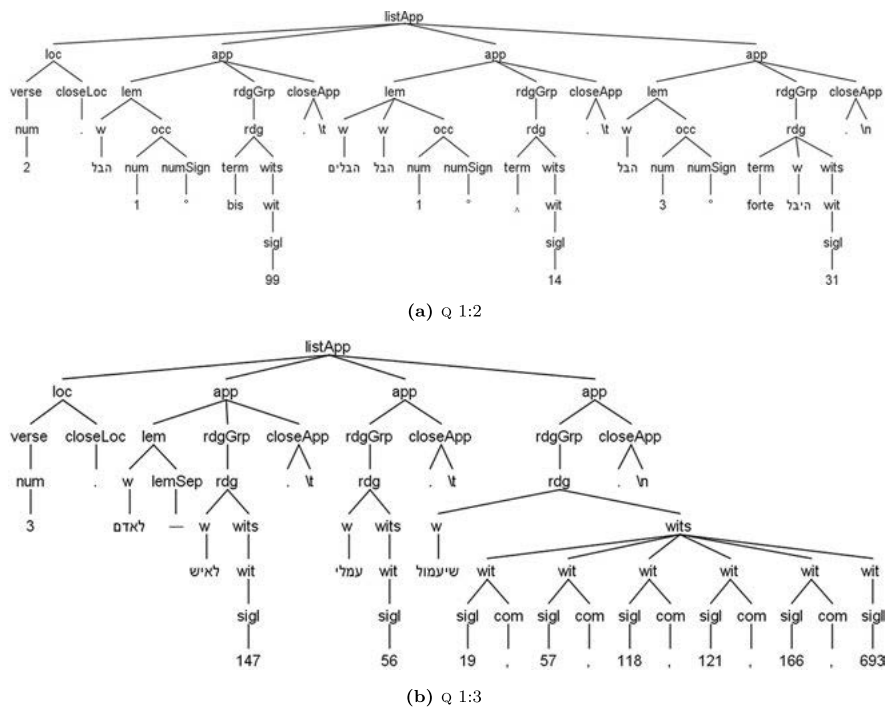 listApp
loc app app app
verse closeLoc lem rdgGrp closeApp lem rdgGrp closeApp lem rdgGrp closeApp
num . w occ rdg . \t w w occ rdg . \t w occ rdg . \n
2 הבל num numSign term wits הבלים הבל num numSign term wits הבל num numSign term w wits
1 ° bis wit 1 ° ^ wit 3 ° forte היבל wit
sigl sigl sigl
99 14 31
(a) Q 1:2
listApp
loc app app app
verse closeLoc lem rdgGrp closeApp rdgGrp closeApp rdgGrp closeApp
num . w lemSep rdg . \t rdg . \t rdg . \n
3 לאדם — w wits w wits w wits
לאיש wit עמלי wit שיעמול wit wit wit wit wit wit
sigl sigl sigl com sigl com sigl com sigl com sigl com sigl
147 56 19 , 57 , 118 , 121 , 166 , 693
(b) Q 1:3